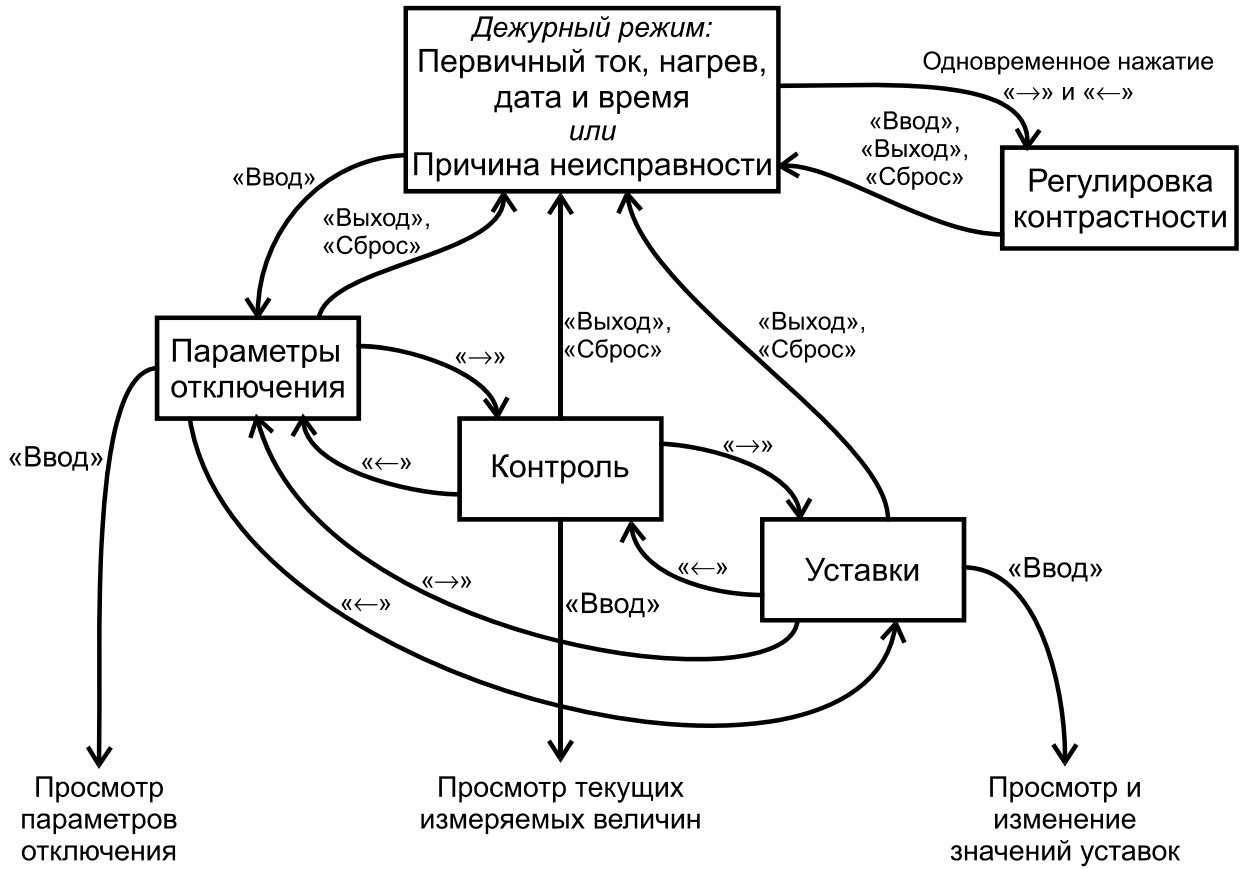 Дежурный режим:
Первичный ток, нагрев,
дата и время
или
Причина неисправности
Одновременное нажатие
«→» и «←»
«Ввод»,
«Выход»,
«Сброс»
Регулировка
контрастности
«Ввод»
«Выход»,
«Сброс»
«Выход»,
«Сброс»
«Выход»,
«Сброс»
Параметры
отключения
«→»
«Ввод»
«←»
Контроль
«→»
«←»
Уставки
«Ввод»
«→»
«←»
«Ввод»
Просмотр
параметров
отключения
Просмотр текущих
измеряемых величин
Просмотр и
изменение
значений уставок